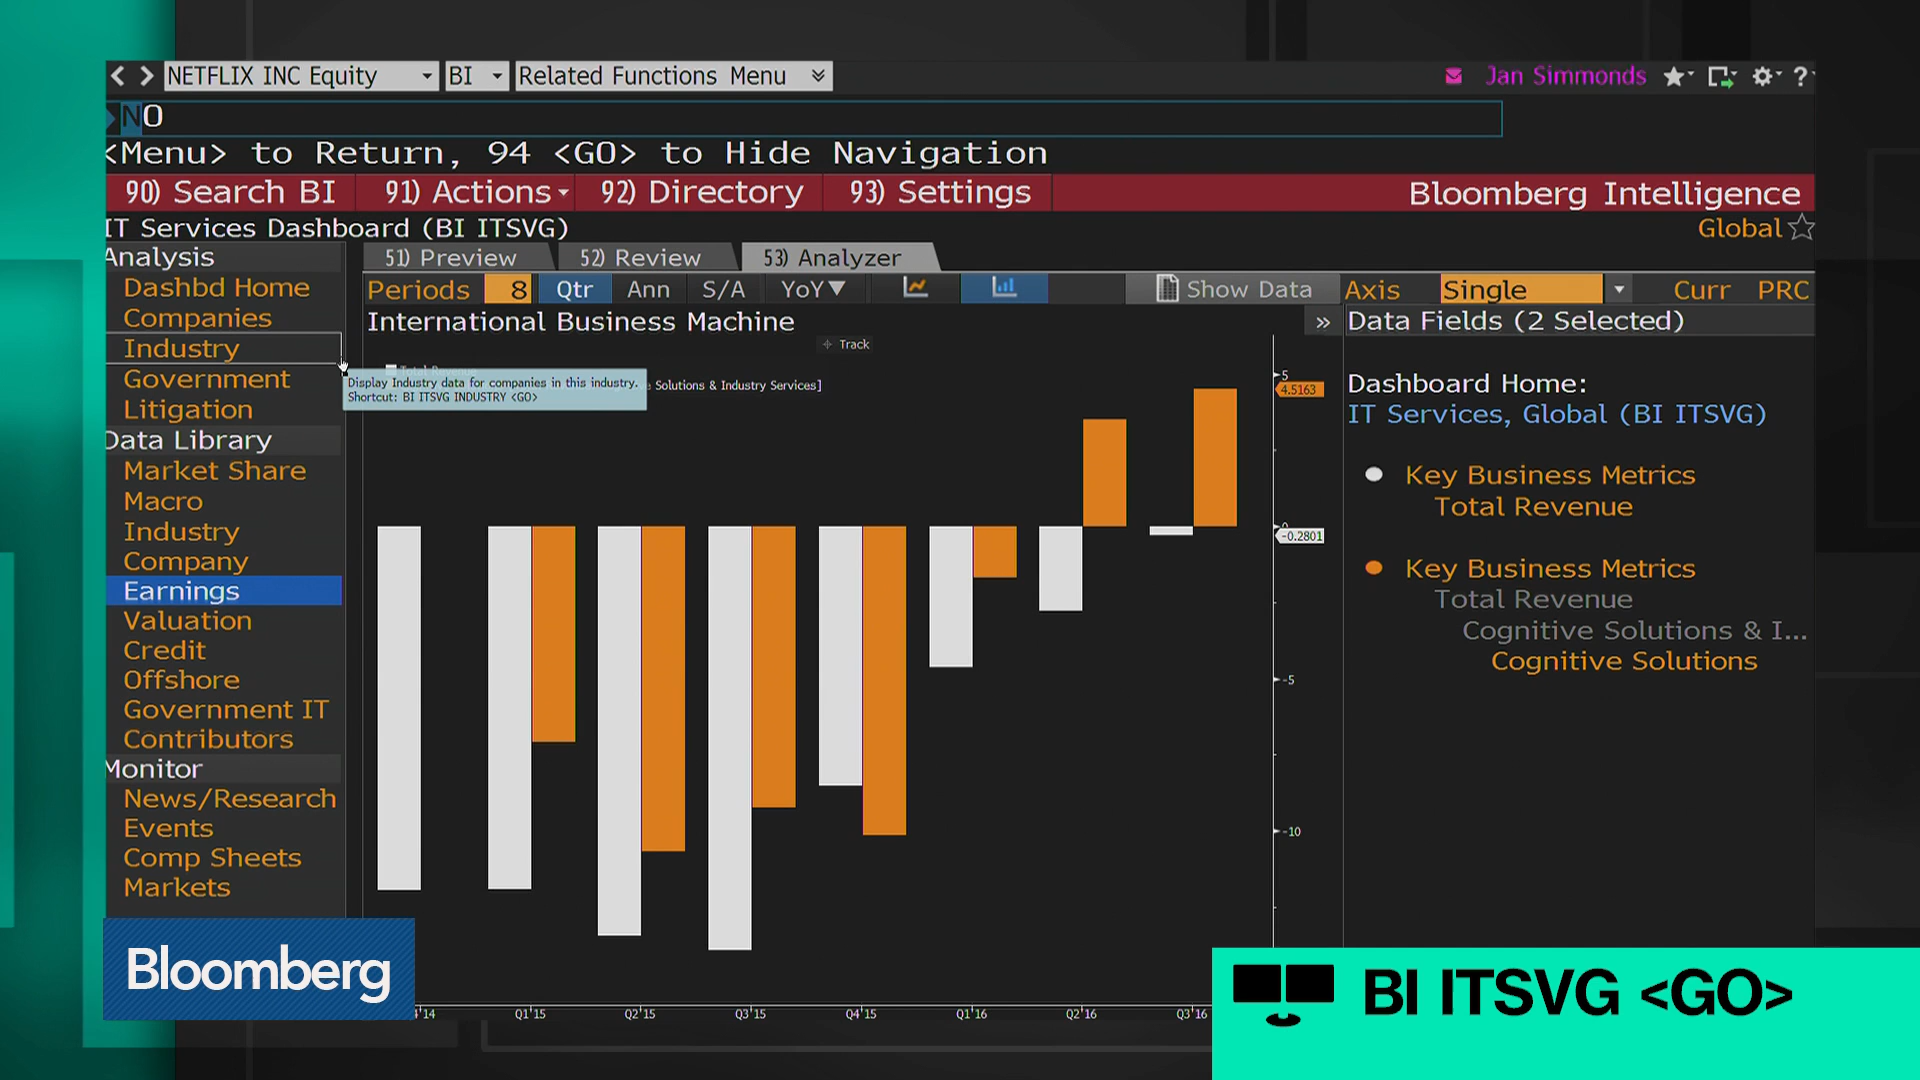 NETFLIX INC Equity BI Related Functions Menu Jan Simmonds ?
NO
<Menu> to Return, 94 <GO> to Hide Navigation
90) Search BI 91) Actions 92) Directory 93) Settings Bloomberg Intelligence
IT Services Dashboard (BI ITSVG) Global
Analysis
Dashbd Home
Companies
Industry
Government
Litigation
Data Library
Market Share
Macro
Industry
Company
Earnings
Valuation
Credit
Offshore
Government IT
Contributors
Monitor
News/Research
Events
Comp Sheets
Markets
51) Preview 52) Review 53) Analyzer
Periods 8 Qtr Ann S/A YoY Show Data Axis Single Curr PRC
International Business Machine
Track
Total Revenue
Display Industry data for companies in this industry.
Shortcut: BI ITSVG INDUSTRY <GO>
Solutions & Industry Services]
5
4.5163
0
-0.2801
-5
-10
'14 Q1'15 Q2'15 Q3'15 Q4'15 Q1'16 Q2'16 Q3'16
Data Fields (2 Selected)
Dashboard Home:
IT Services, Global (BI ITSVG)
Key Business Metrics
Total Revenue
Key Business Metrics
Total Revenue
Cognitive Solutions & I...
Cognitive Solutions
Bloomberg
BI ITSVG <GO>